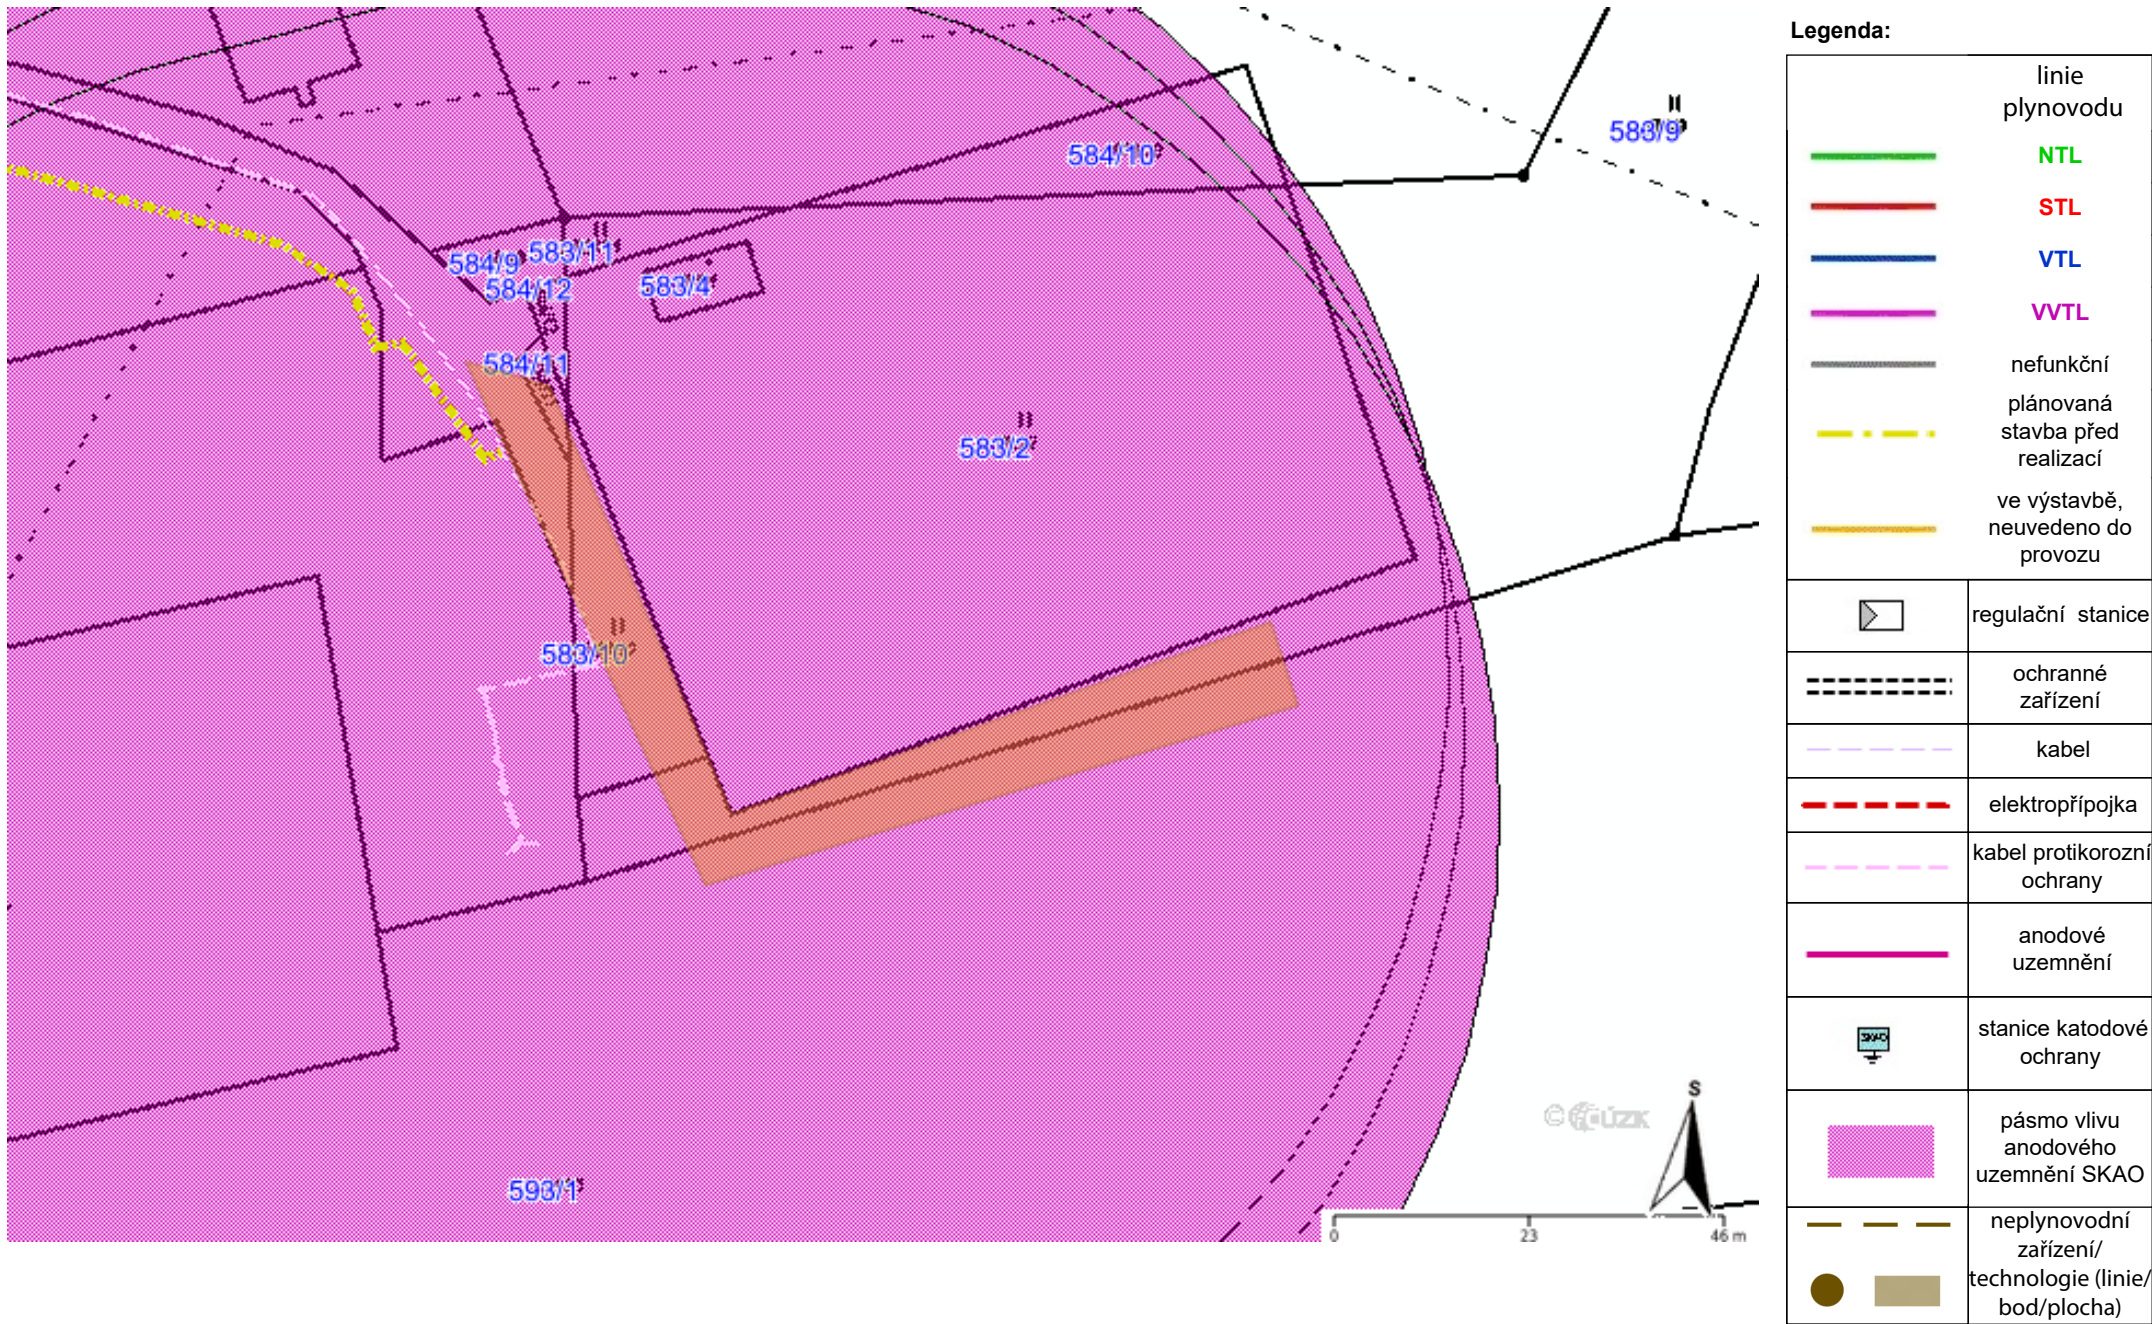 583/9
584/10
583/11
584/9
584/12
583/4
584/11
583/2
583/10
593/1
S
© ČÚZK
0 23 46 m
Legenda:
linie
plynovodu
NTL
STL
VTL
VVTL
nefunkční
plánovaná
stavba před
realizací
ve výstavbě,
neuvedeno do
provozu
regulační stanice
ochranné
zařízení
kabel
elektropřípojka
kabel protikorozní
ochrany
anodové
uzemnění
SKAO
stanice katodové
ochrany
pásmo vlivu
anodového
uzemnění SKAO
neplynovodní
zařízení/
technologie (linie/
bod/plocha)